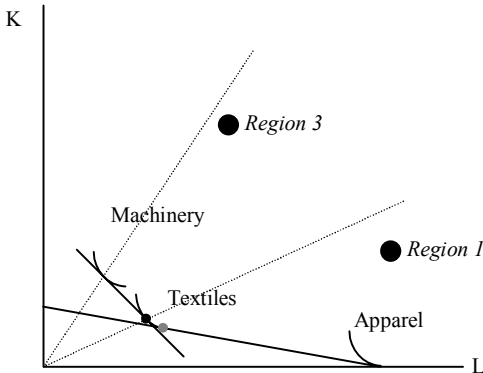 K
Region 3
Machinery
Region 1
Textiles
Apparel
L